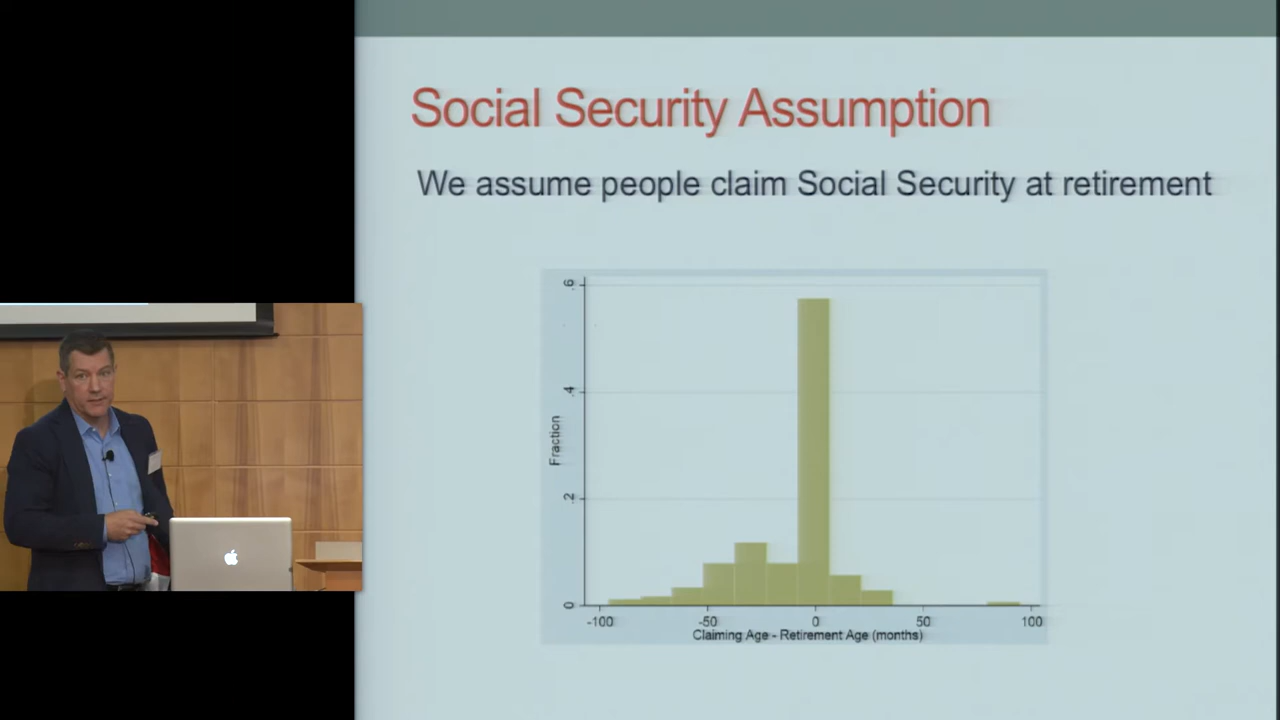 Social Security Assumption
We assume people claim Social Security at retirement
.6
.4
.2
0
Fraction
-100
-50
0
50
100
Claiming Age - Retirement Age (months)